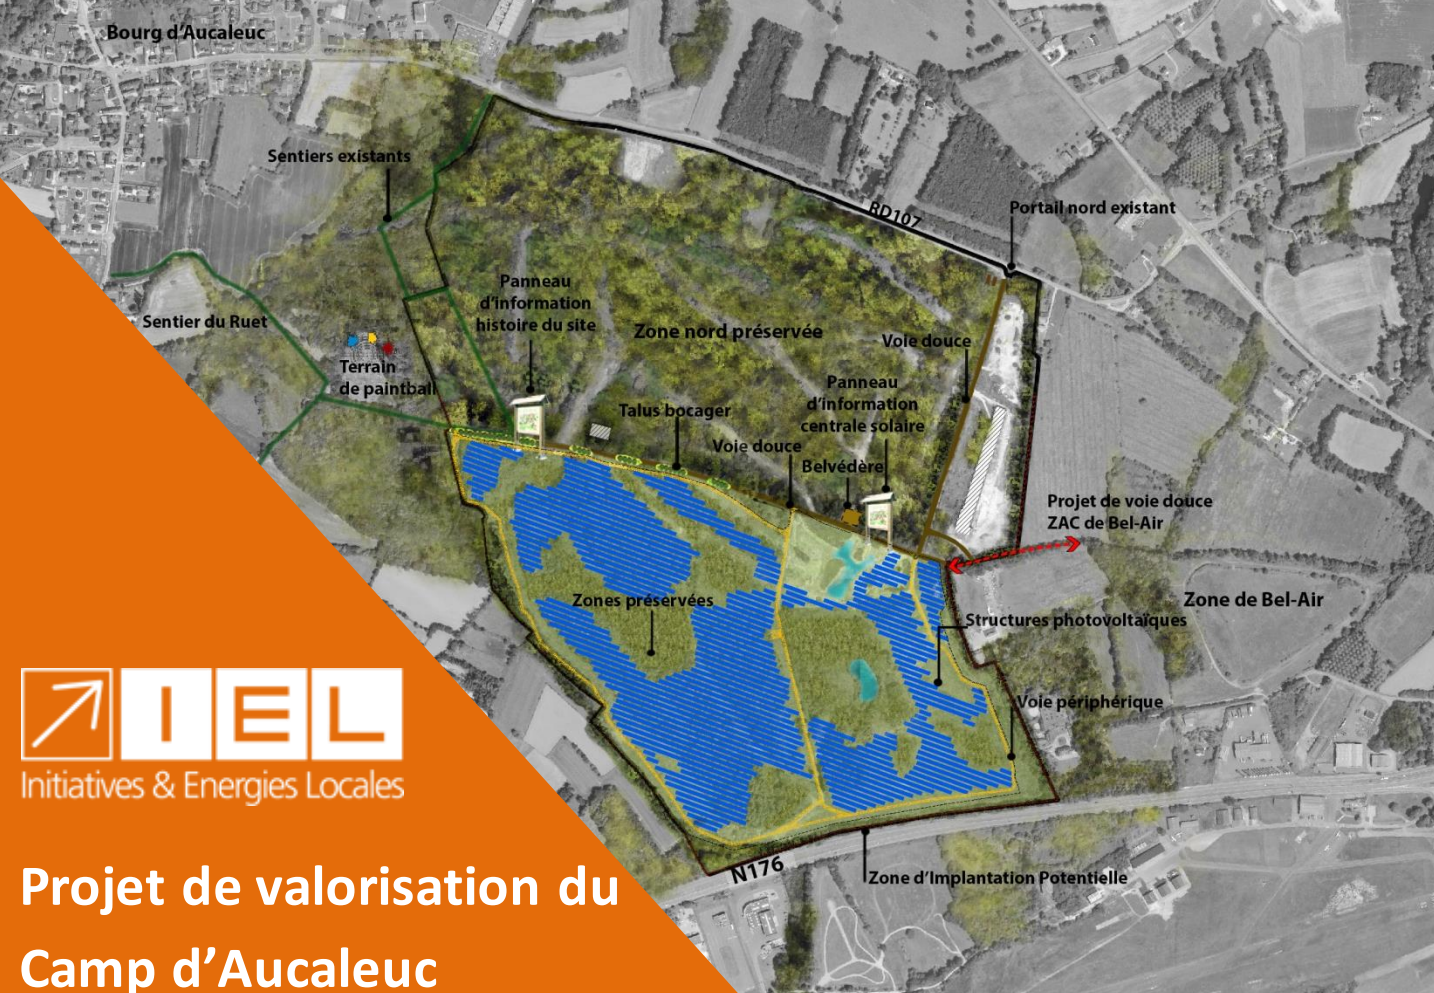 Bourg d'Aucaleuc
Sentiers existants
RD107
Portail nord existant
Panneau
d'information
histoire du site
Sentier du Ruet
Zone nord préservée
Voie douce
Terrain
de paintball
Panneau
d'information
centrale solaire
Talus bocager
Voie douce
Belvédère
Projet de voie douce
ZAC de Bel-Air
Zones préservées
Zone de Bel-Air
Structures photovoltaïques
Voie périphérique
IEL
Initiatives & Energies Locales
N176
Zone d'Implantation Potentielle
Projet de valorisation du
Camp d'Aucaleuc